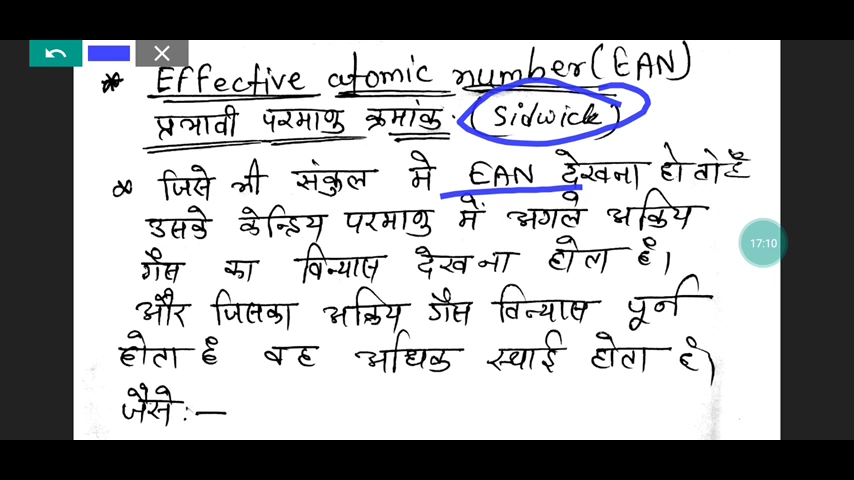 * Effective atomic number (EAN)
प्रभावी परमाणु क्रमांक. (Sidwick)
∝ जिसे भी संकुल मे EAN देखना होतो है
उसके केन्द्रिय परमाणु में अगले अक्रिय
गैस का विन्यास देखना होता है।
और जिसका अक्रिय गैस विन्यास पूर्न
होता है वह अधिक स्थाई होता है।
जैसे :—
17:10